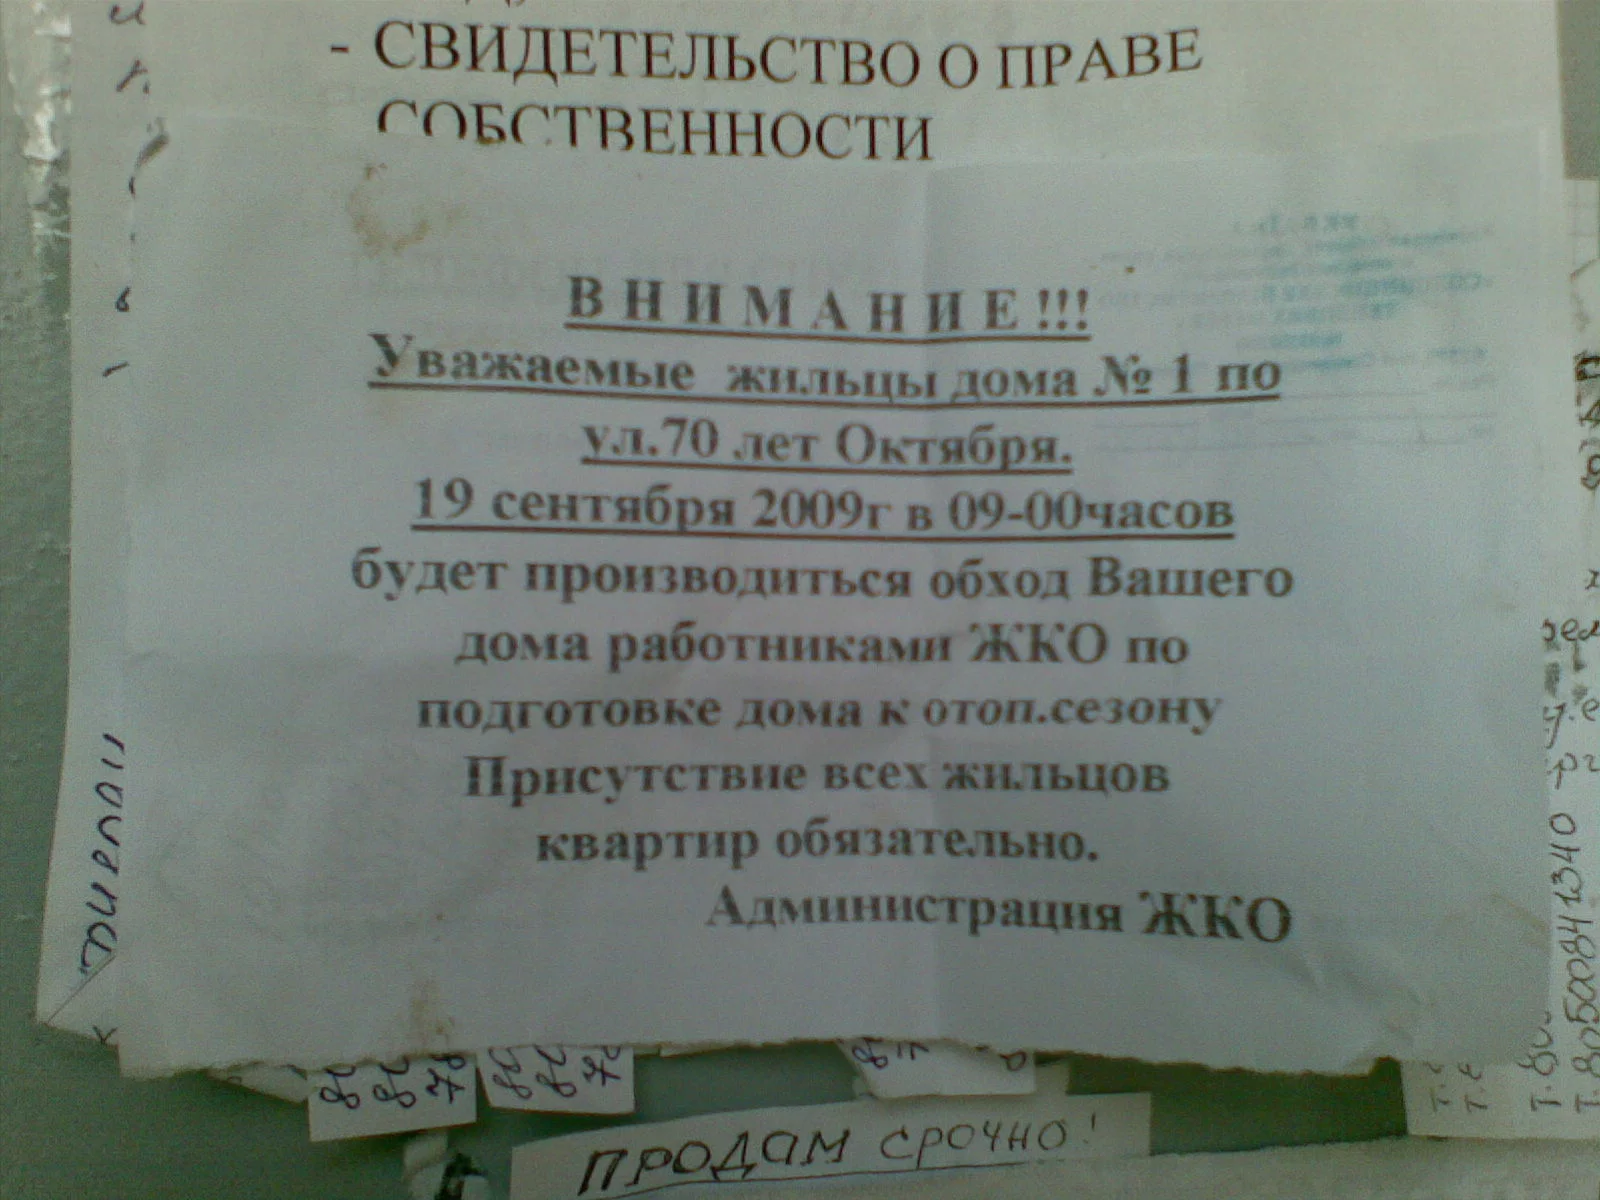 - СВИДЕТЕЛЬСТВО О ПРАВЕ
СОБСТВЕННОСТИ
В Н И М А Н И Е !!!
Уважаемые жильцы дома № 1 по
ул.70 лет Октября.
19 сентября 2009г в 09-00часов
будет производиться обход Вашего
дома работниками ЖКО по
подготовке дома к отоп.сезону
Присутствие всех жильцов
квартир обязательно.
Администрация ЖКО
ПРОДАМ СРОЧНО!